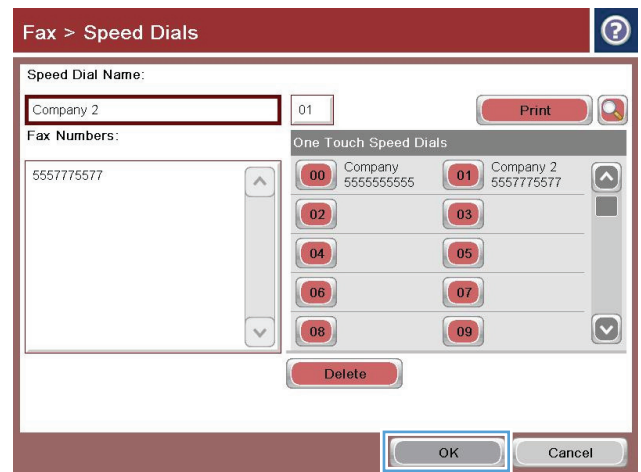 Fax > Speed Dials
?
Speed Dial Name:
Company 2
01
Print
Fax Numbers:
5557775577
One Touch Speed Dials
00 Company 5555555555
01 Company 2 5557775577
02
03
04
05
06
07
08
09
Delete
OK
Cancel